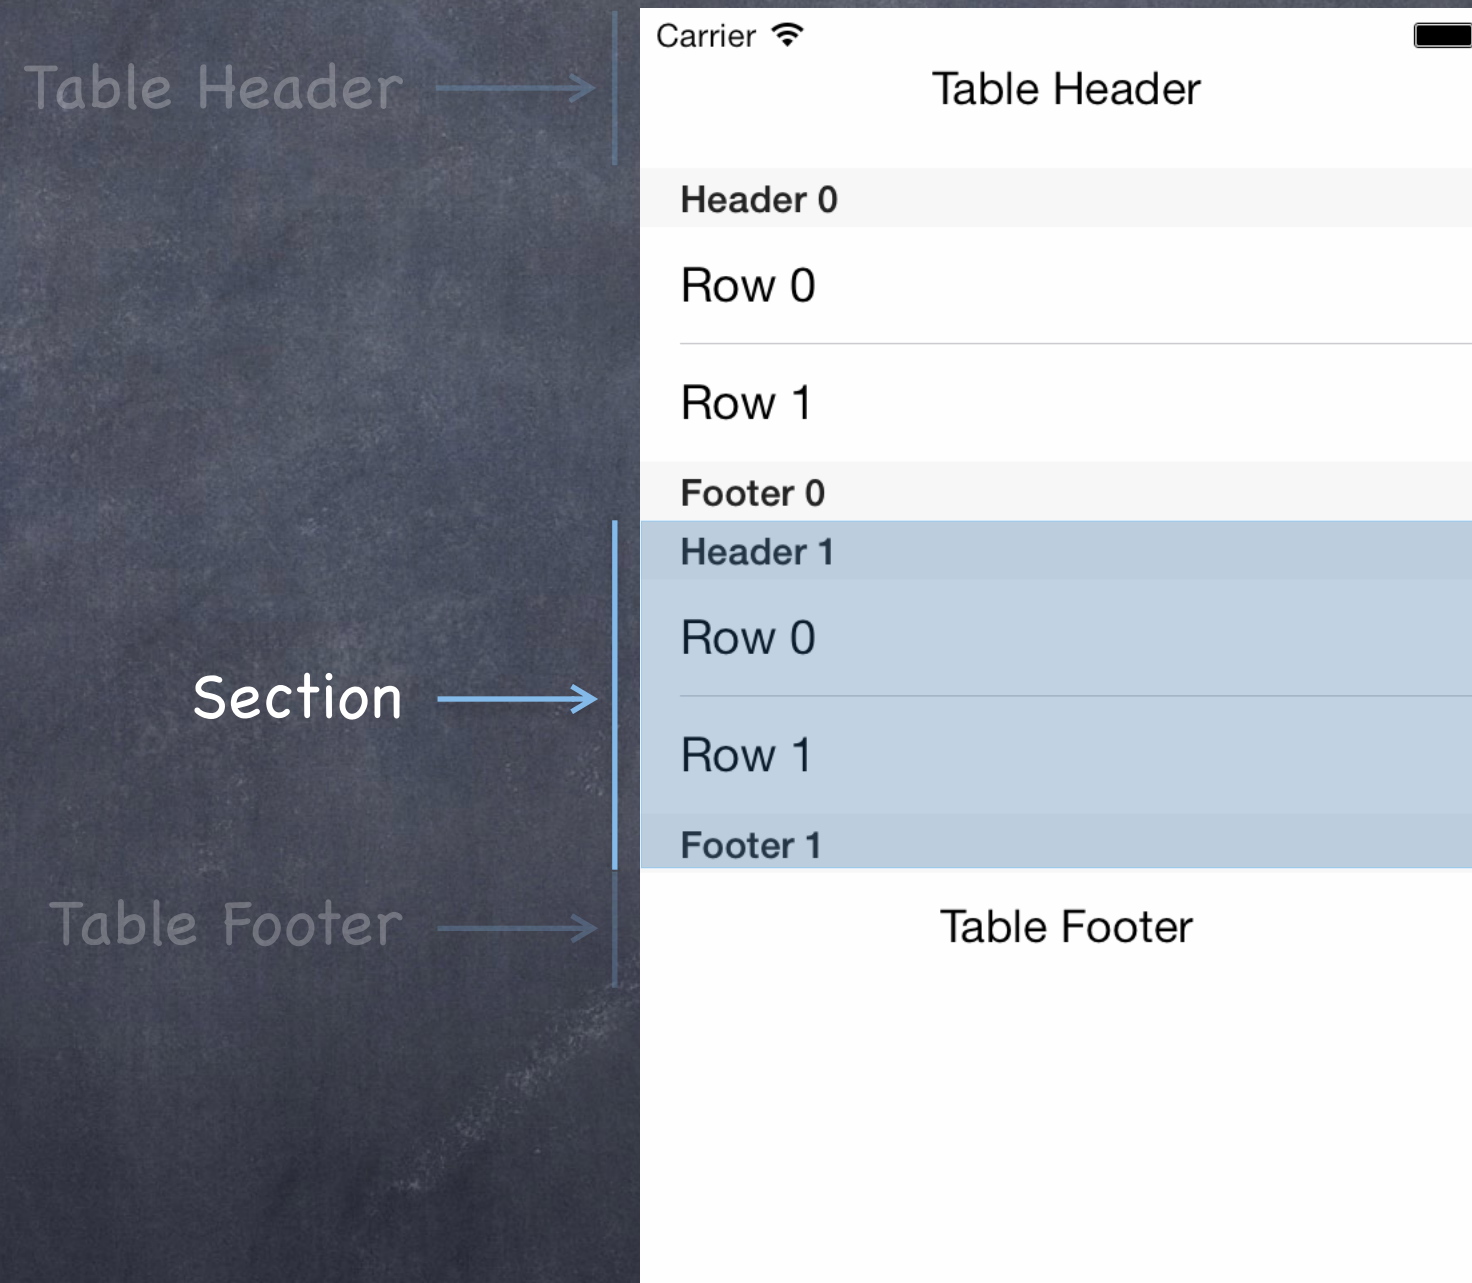 Carrier
Table Header
Table Header
Header 0
Row 0
Row 1
Footer 0
Header 1
Row 0
Section
Row 1
Footer 1
Table Footer
Table Footer